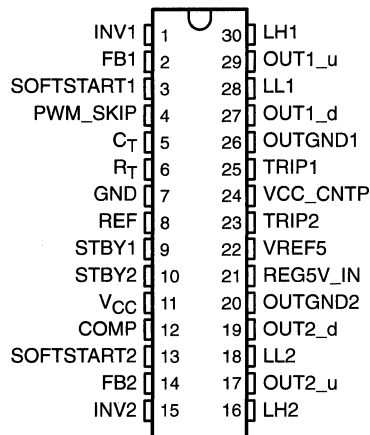 INV1 1 30 LH1
FB1 2 29 OUT1_u
SOFTSTART1 3 28 LL1
PWM_SKIP 4 27 OUT1_d
CT 5 26 OUTGND1
RT 6 25 TRIP1
GND 7 24 VCC_CNTP
REF 8 23 TRIP2
STBY1 9 22 VREF5
STBY2 10 21 REG5V_IN
VCC 11 20 OUTGND2
COMP 12 19 OUT2_d
SOFTSTART2 13 18 LL2
FB2 14 17 OUT2_u
INV2 15 16 LH2